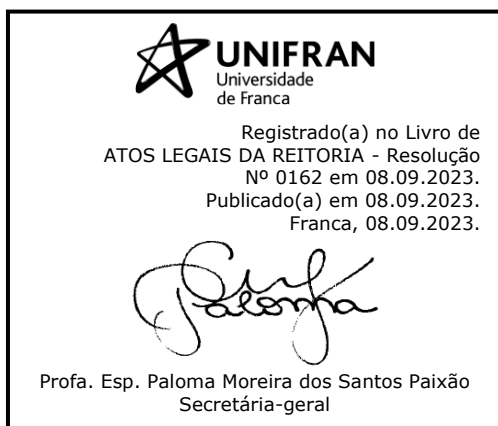 UNIFRAN
Universidade
de Franca
Registrado(a) no Livro de
ATOS LEGAIS DA REITORIA - Resolução
Nº 0162 em 08.09.2023.
Publicado(a) em 08.09.2023.
Franca, 08.09.2023.
Paloma
Profa. Esp. Paloma Moreira dos Santos Paixão
Secretária-geral